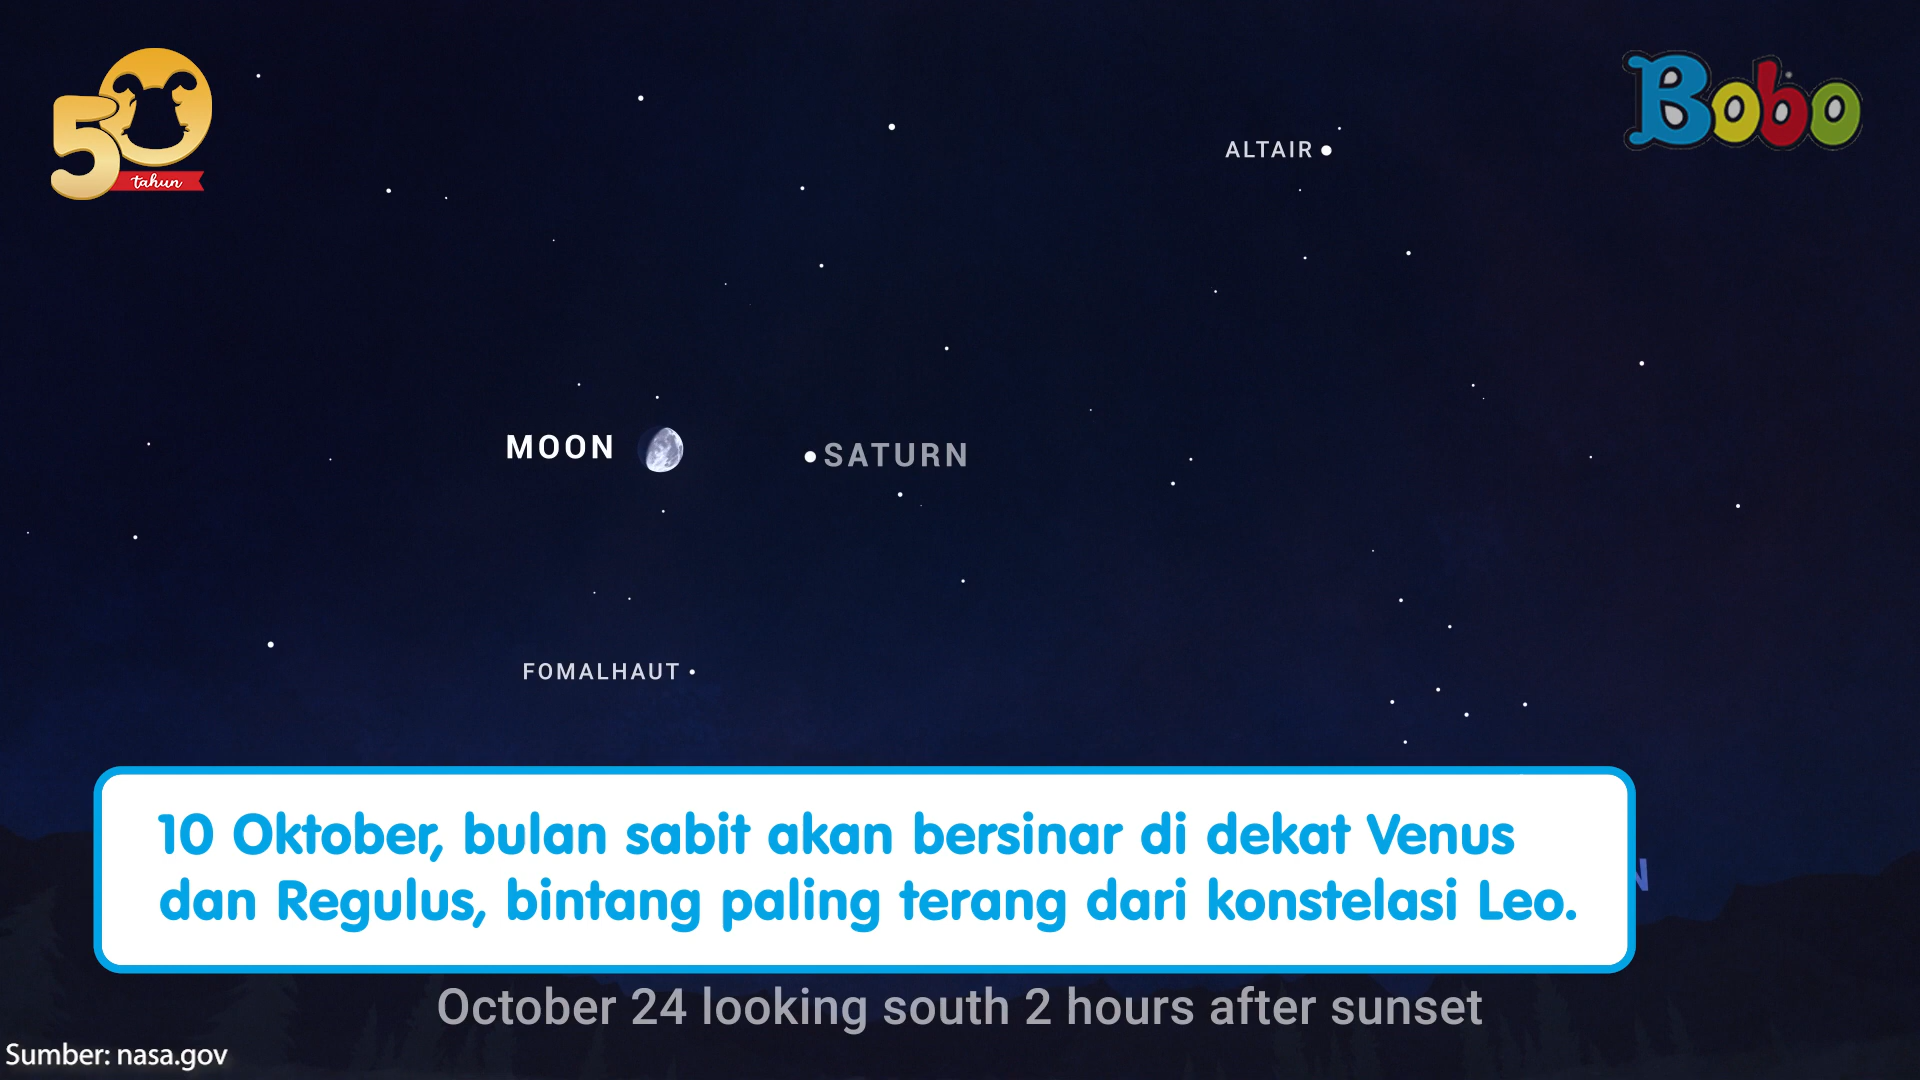 50
tahun
Bobo
ALTAIR
MOON
SATURN
FOMALHAUT
10 Oktober, bulan sabit akan bersinar di dekat Venus
dan Regulus, bintang paling terang dari konstelasi Leo.
October 24 looking south 2 hours after sunset
Sumber: nasa.gov